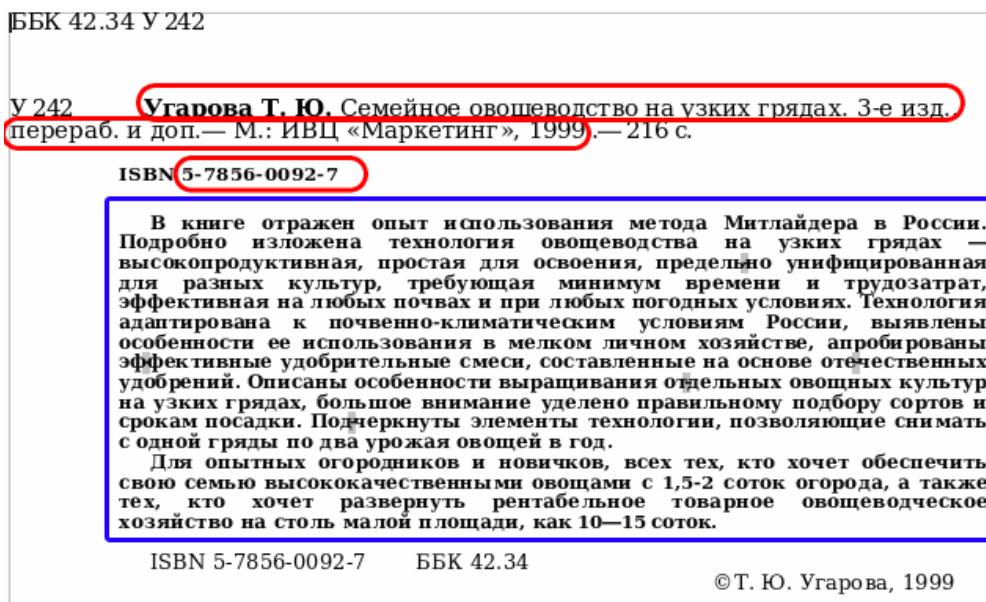 ББК 42.34 У 242
У 242 Угарова Т. Ю. Семейное овощеводство на узких грядах. 3-е изд.,
перераб. и доп.— М.: ИВЦ «Маркетинг», 1999.— 216 с.
ISBN 5-7856-0092-7
В книге отражен опыт использования метода Митлайдера в России.
Подробно изложена технология овощеводства на узких грядах —
высокопродуктивная, простая для освоения, предельно унифицированная
для разных культур, требующая минимум времени и трудозатрат,
эффективная на любых почвах и при любых погодных условиях. Технология
адаптирована к почвенно-климатическим условиям России, выявлены
особенности ее использования в мелком личном хозяйстве, апробированы
эффективные удобрительные смеси, составленные на основе отечественных
удобрений. Описаны особенности выращивания отдельных овощных культур
на узких грядах, большое внимание уделено правильному подбору сортов и
срокам посадки. Подчеркнуты элементы технологии, позволяющие снимать
с одной гряды по два урожая овощей в год.
Для опытных огородников и новичков, всех тех, кто хочет обеспечить
свою семью высококачественными овощами с 1,5-2 соток огорода, а также
тех, кто хочет развернуть рентабельное товарное овощеводческое
хозяйство на столь малой площади, как 10—15 соток.
ISBN 5-7856-0092-7 ББК 42.34
©Т. Ю. Угарова, 1999